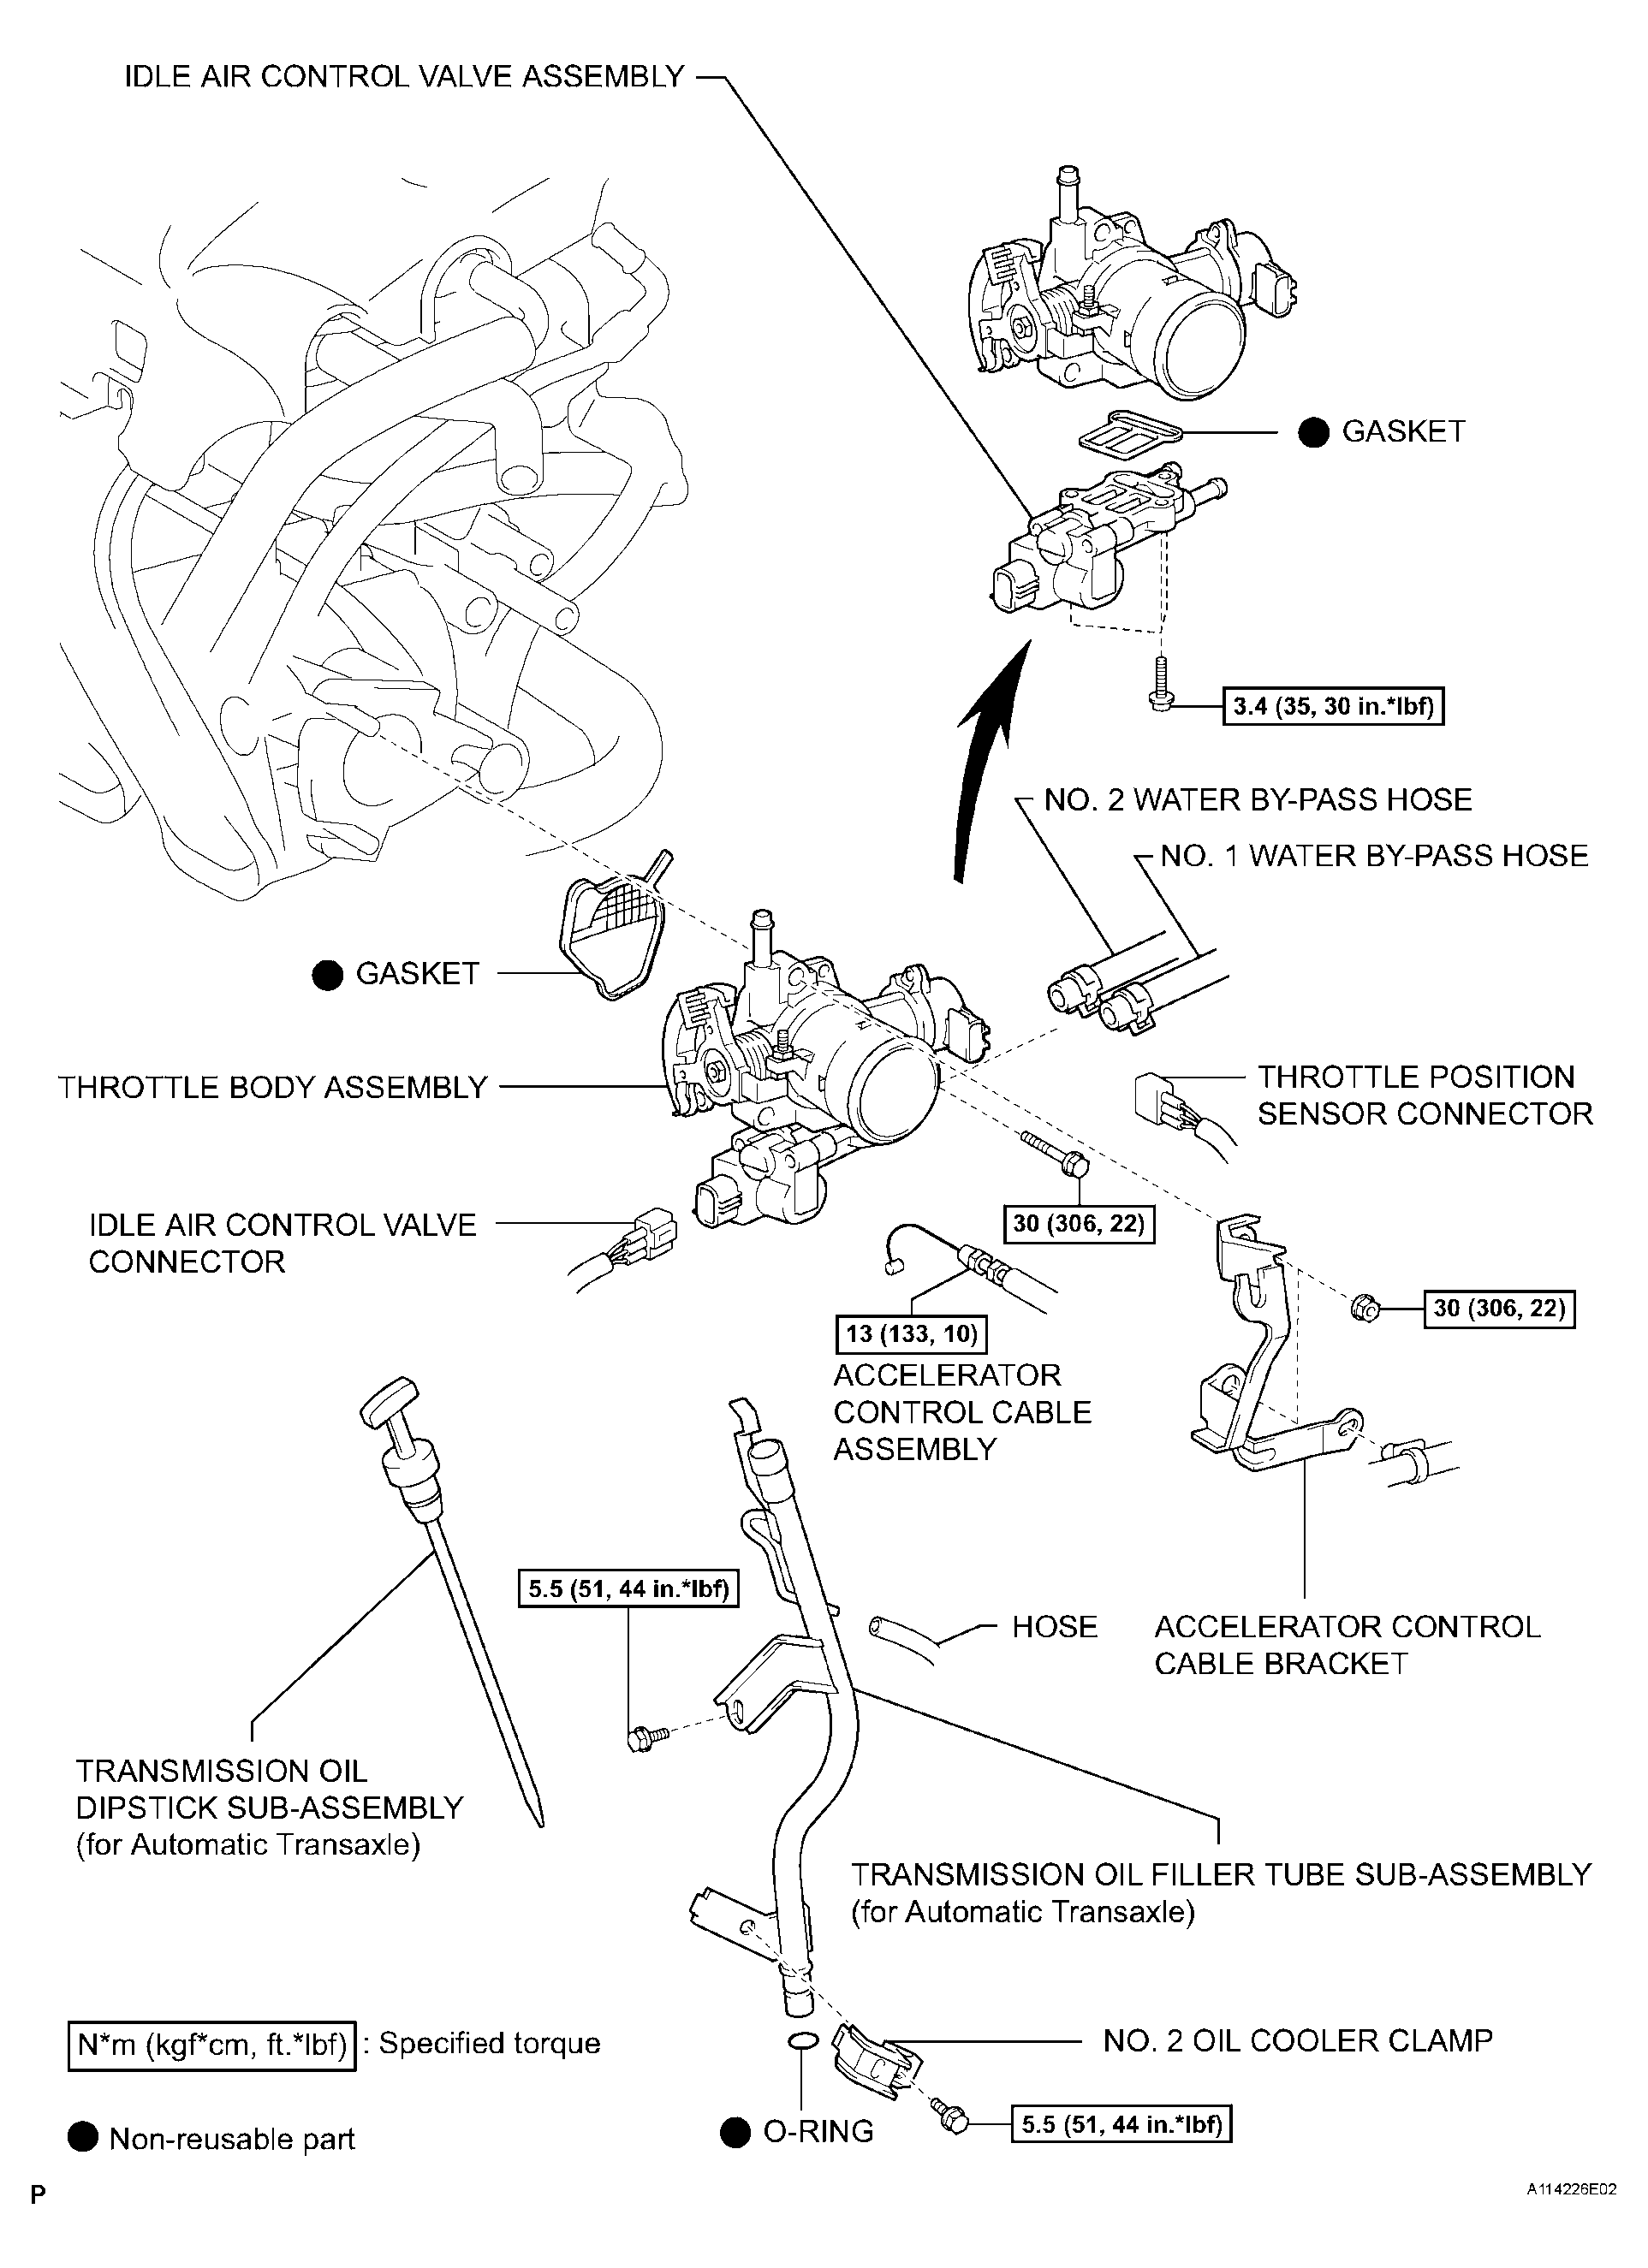 IDLE AIR CONTROL VALVE ASSEMBLY
● GASKET
3.4 (35, 30 in.*lbf)
NO. 2 WATER BY-PASS HOSE
NO. 1 WATER BY-PASS HOSE
● GASKET
THROTTLE BODY ASSEMBLY
THROTTLE POSITION
SENSOR CONNECTOR
IDLE AIR CONTROL VALVE
CONNECTOR
30 (306, 22)
30 (306, 22)
13 (133, 10)
ACCELERATOR
CONTROL CABLE
ASSEMBLY
5.5 (51, 44 in.*lbf)
HOSE
ACCELERATOR CONTROL
CABLE BRACKET
TRANSMISSION OIL
DIPSTICK SUB-ASSEMBLY
(for Automatic Transaxle)
TRANSMISSION OIL FILLER TUBE SUB-ASSEMBLY
(for Automatic Transaxle)
N*m (kgf*cm, ft.*lbf) : Specified torque
NO. 2 OIL COOLER CLAMP
● O-RING
5.5 (51, 44 in.*lbf)
● Non-reusable part
P
A114226E02